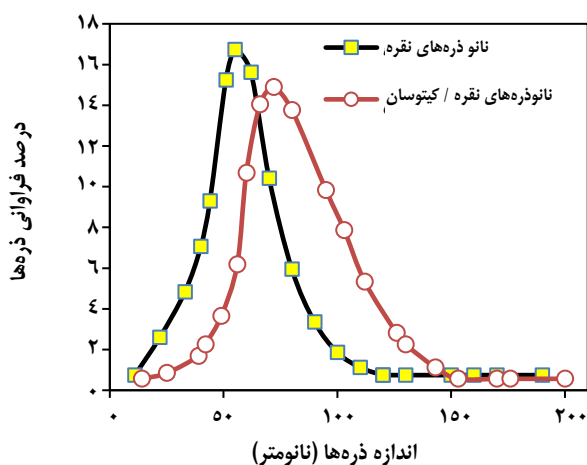 ۱۸
۱۶
۱۴
۱۲
۱۰
۸
۶
۴
۲
۰
درصد فراوانی ذره‌ها
نانو ذره‌های نقره
نانوذره‌های نقره / کیتوسان
۰ ۵۰ ۱۰۰ ۱۵۰ ۲۰۰
اندازه ذره‌ها (نانومتر)